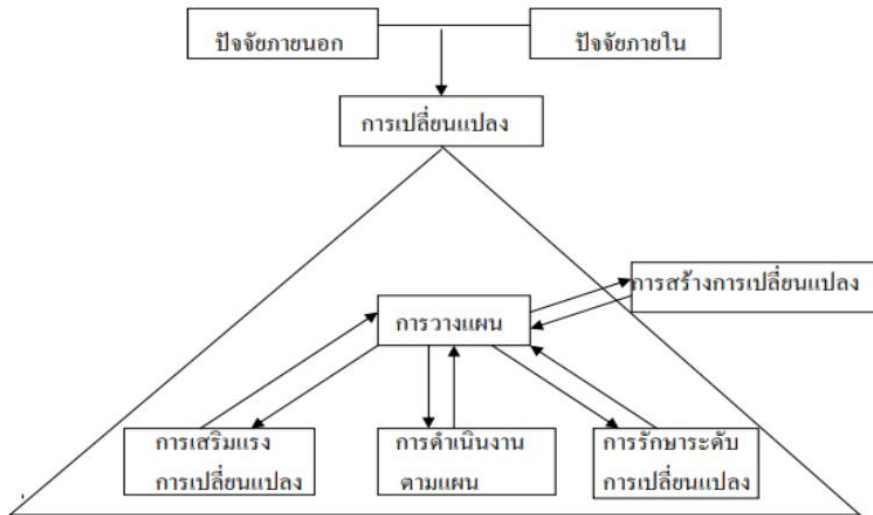 ปัจจัยภายนอก
ปัจจัยภายใน
การเปลี่ยนแปลง
การสร้างการเปลี่ยนแปลง
การวางแผน
การเสริมแรง
การเปลี่ยนแปลง
การดำเนินงาน
ตามแผน
การรักษาระดับ
การเปลี่ยนแปลง